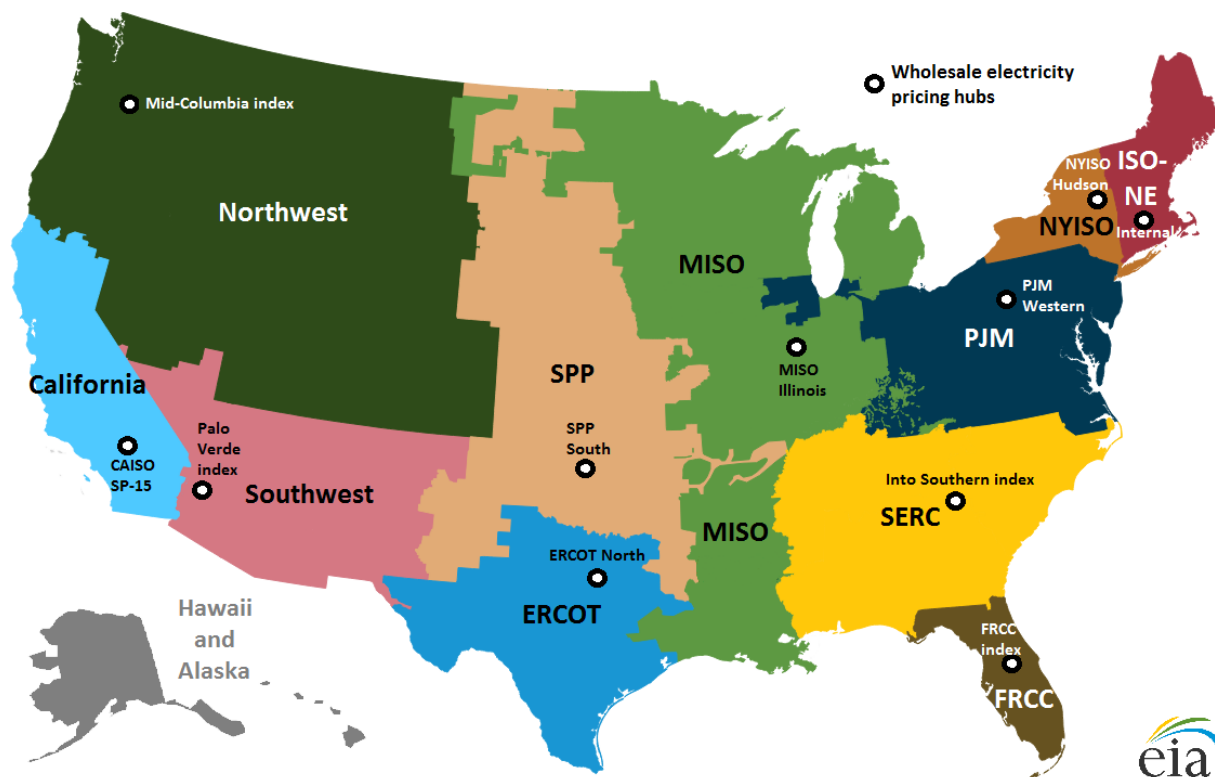 Wholesale electricity
pricing hubs
Mid-Columbia index
Northwest
MISO
NYISO
Hudson
ISO-
NE
Internal
NYISO
PJM
Western
PJM
California
CAISO
SP-15
Palo
Verde
index
Southwest
SPP
SPP
South
MISO
Illinois
MISO
Into Southern index
SERC
ERCOT North
ERCOT
FRCC
index
FRCC
Hawaii
and
Alaska
eia